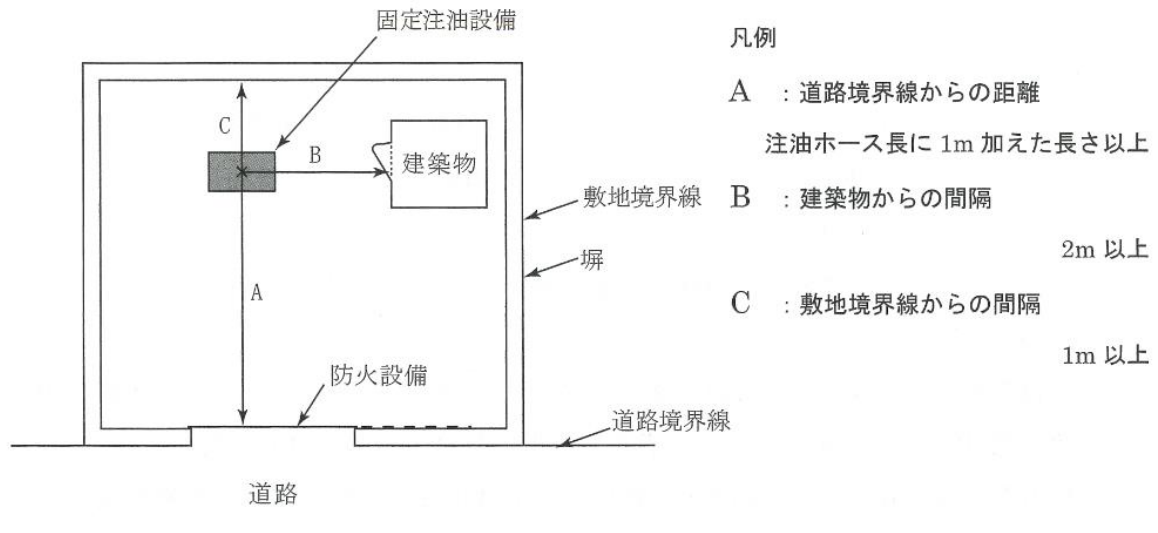 固定注油設備
C
B
建築物
A
敷地境界線
塀
防火設備
道路境界線
道路
凡例
A ：道路境界線からの距離
注油ホース長に 1m 加えた長さ以上
B ：建築物からの間隔
2m 以上
C ：敷地境界線からの間隔
1m 以上